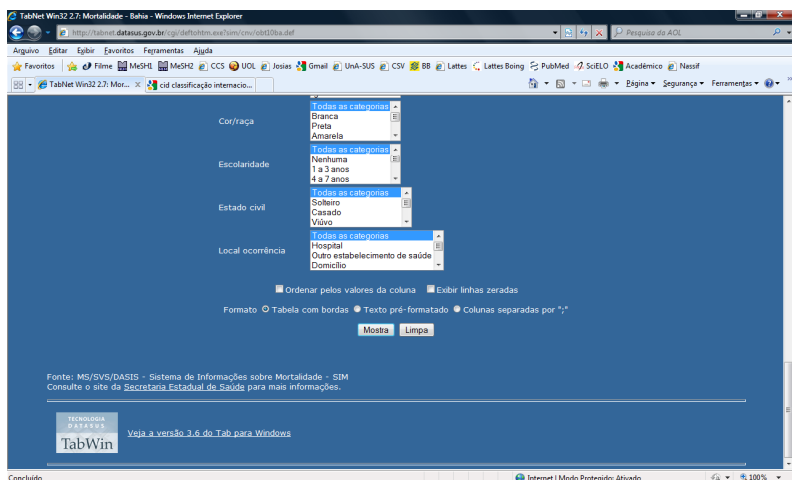 TabNet Win32 2.7: Mortalidade - Bahia - Windows Internet Explorer
http://tabnet.datasus.gov.br/cgi/deftohtm.exe?sim/cnv/obt10ba.def
Pesquisa da AOL
Arquivo Editar Exibir Favoritos Ferramentas Ajuda
Favoritos Filme MeSH1 MeSH2 CCS UOL Josias Gmail UnA-SUS CSV BB Lattes Lattes Boing PubMed SciELO Acadêmico Nassif
TabNet Win32 2.7: Mor... x cid classificação internacio... Página Segurança Ferramentas
Cor/raça
Todas as categorias
Branca
Preta
Amarela
Escolaridade
Todas as categorias
Nenhuma
1 a 3 anos
4 a 7 anos
Estado civil
Todas as categorias
Solteiro
Casado
Viúvo
Local ocorrência
Todas as categorias
Hospital
Outro estabelecimento de saúde
Domicílio
Ordenar pelos valores da coluna Exibir linhas zeradas
Formato Tabela com bordas Texto pré-formatado Colunas separadas por ";"
Mostra Limpa
Fonte: MS/SVS/DASIS - Sistema de Informações sobre Mortalidade - SIM
Consulte o site da Secretaria Estadual de Saúde para mais informações.
TECNOLOGIA
DATASUS
TabWin
Veja a versão 3.6 do Tab para Windows
Concluído Internet | Modo Protegido: Ativado 100%